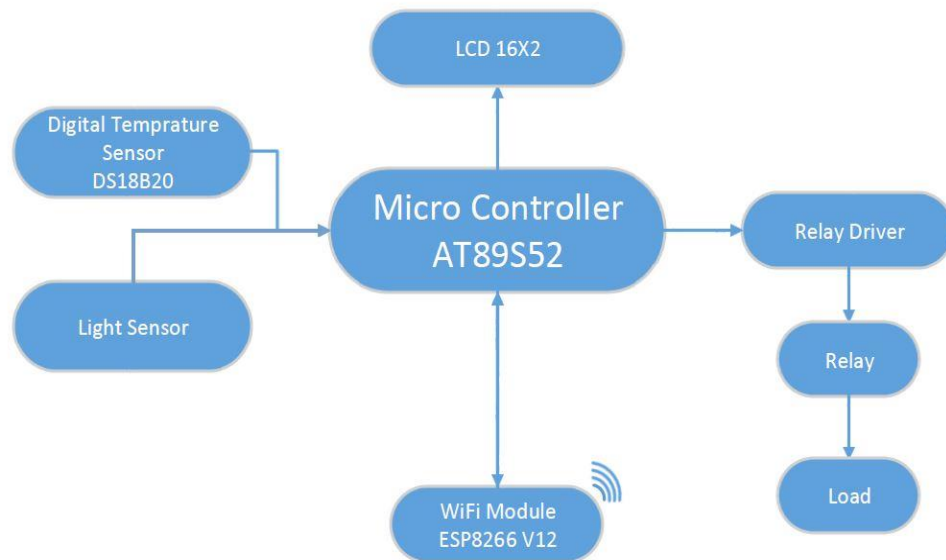 LCD 16X2
Digital Temprature
Sensor
DS18B20
Micro Controller
AT89S52
Relay Driver
Light Sensor
Relay
Load
WiFi Module
ESP8266 V12